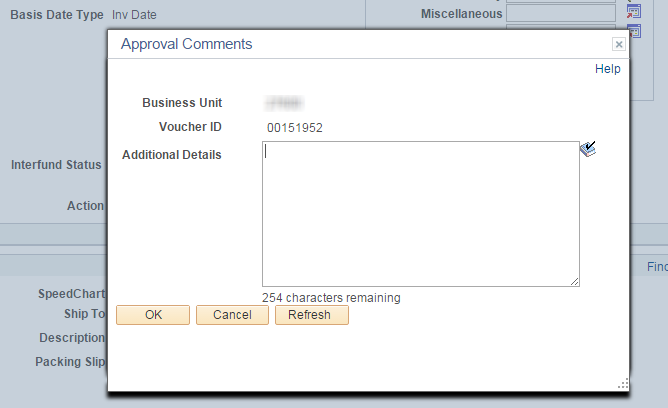 Basis Date Type Inv Date
Miscellaneous
Approval Comments
Help
Business Unit
Voucher ID 00151952
Additional Details
Interfund Status
Action
254 characters remaining
Find
SpeedChart
OK Cancel Refresh
Ship To
Description
Packing Slip